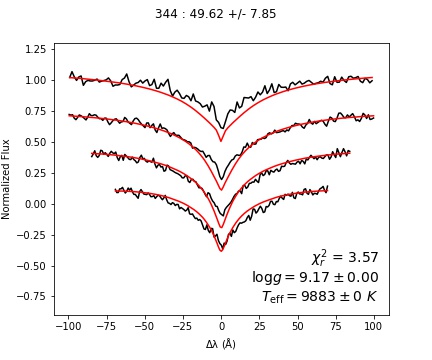 344 : 49.62 +/- 7.85
1.25
1.00
0.75
0.50
0.25
0.00
−0.25
−0.50
−0.75
Normalized Flux
χ²ᵣ = 3.57
logg = 9.17 ± 0.00
T_eff = 9883 ± 0 K
−100 −75 −50 −25 0 25 50 75 100
Δλ (Å)